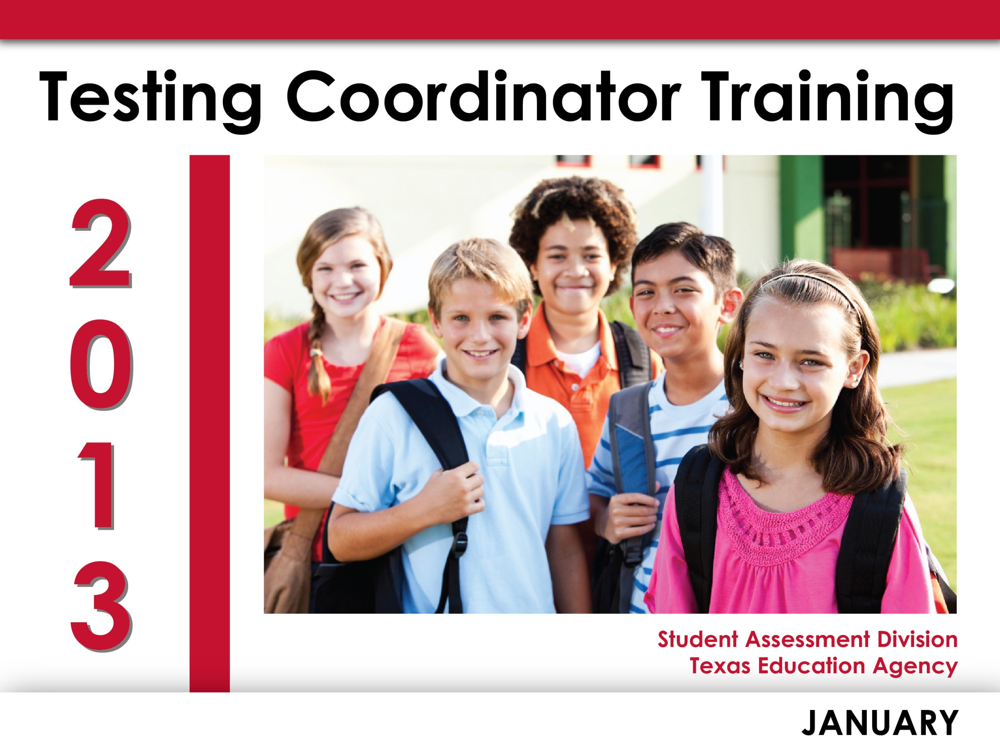 Testing Coordinator Training
2
0
1
3
Student Assessment Division
Texas Education Agency
JANUARY